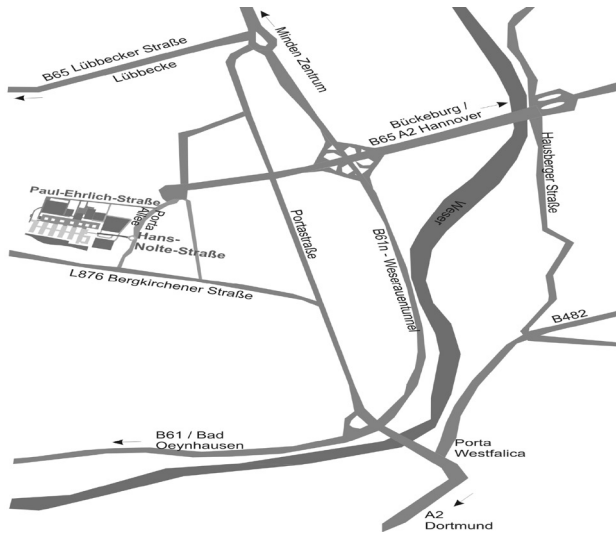 B65 Lübbecker Straße
Lübbecke
Minden Zentrum
Bückeburg /
B65 A2 Hannover
Hausberger Straße
Paul-Ehrlich-Straße
Porta
Allee
Hans-
Nolte-Straße
Portastraße
B61n - Weserauentunnel
Weser
L876 Bergkirchener Straße
B482
B61 / Bad
Oeynhausen
Porta
Westfalica
A2
Dortmund